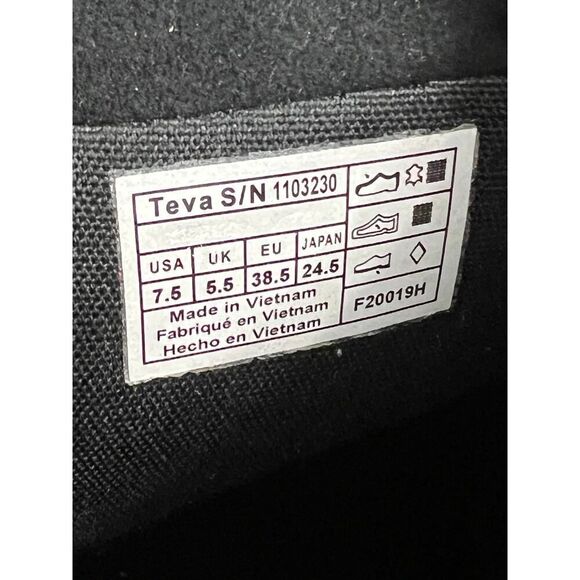 Teva S/N 1103230
USA UK EU JAPAN
7.5 5.5 38.5 24.5
Made in Vietnam
Fabriqué en Vietnam
Hecho en Vietnam
F20019H